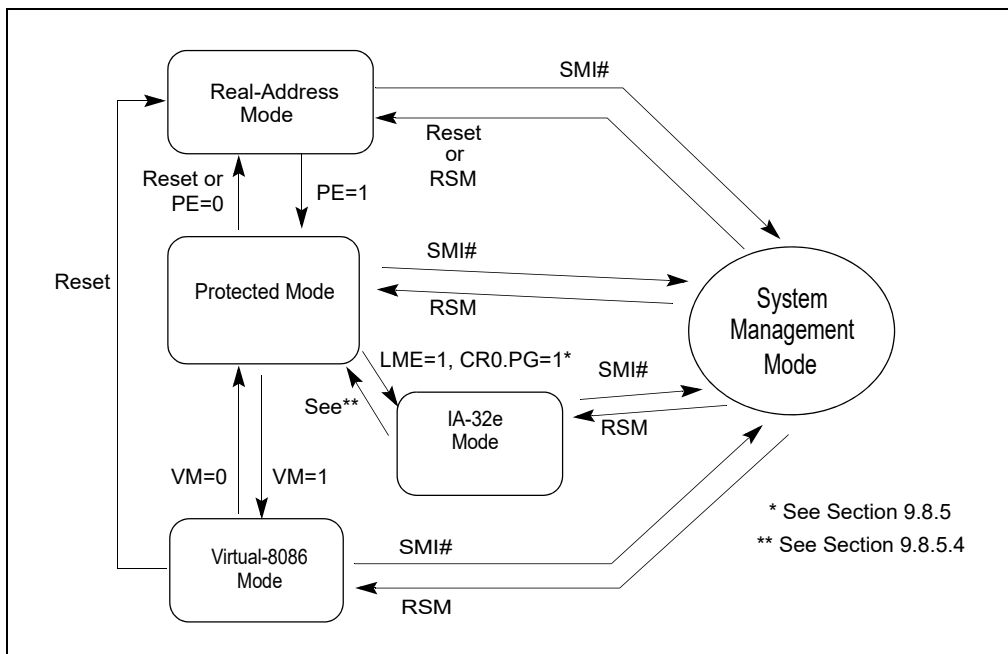 SMI#
Real-Address
Mode
Reset
or
RSM
Reset or
PE=0
PE=1
SMI#
Reset
Protected Mode
RSM
System
Management
Mode
LME=1, CR0.PG=1*
SMI#
See**
IA-32e
Mode
RSM
VM=0
VM=1
* See Section 9.8.5
** See Section 9.8.5.4
Virtual-8086
Mode
SMI#
RSM